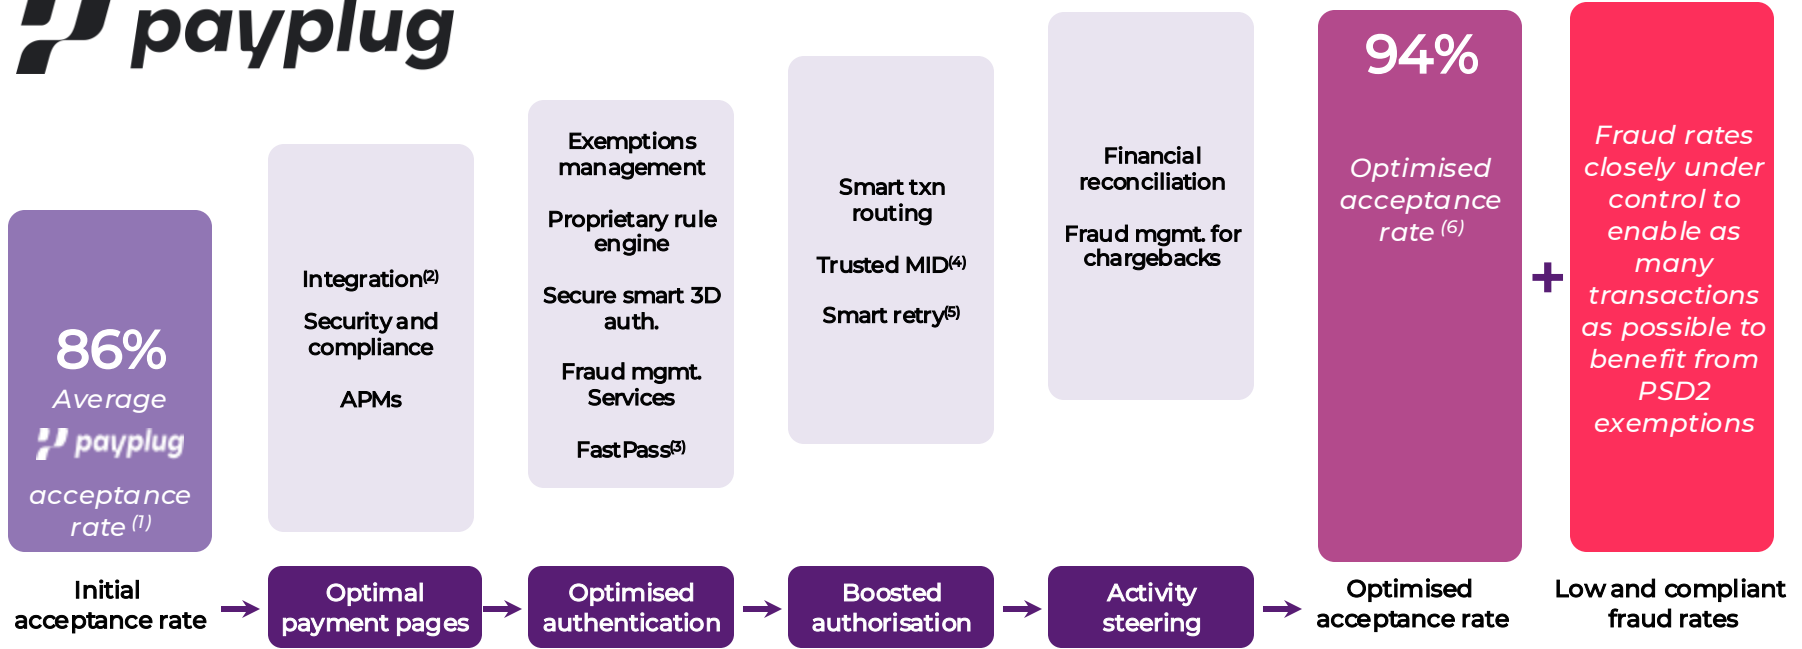 payplug
86%
Average
payplug
acceptance
rate (1)
Initial
acceptance rate
Integration(2)
Security and
compliance
APMs
Optimal
payment pages
Exemptions
management
Proprietary rule
engine
Secure smart 3D
auth.
Fraud mgmt.
Services
FastPass(3)
Optimised
authentication
Smart txn
routing
Trusted MID(4)
Smart retry(5)
Boosted
authorisation
Financial
reconciliation
Fraud mgmt. for
chargebacks
Activity
steering
94%
Optimised
acceptance
rate (6)
Optimised
acceptance rate
+
Fraud rates
closely under
control to
enable as
many
transactions
as possible to
benefit from
PSD2
exemptions
Low and compliant
fraud rates